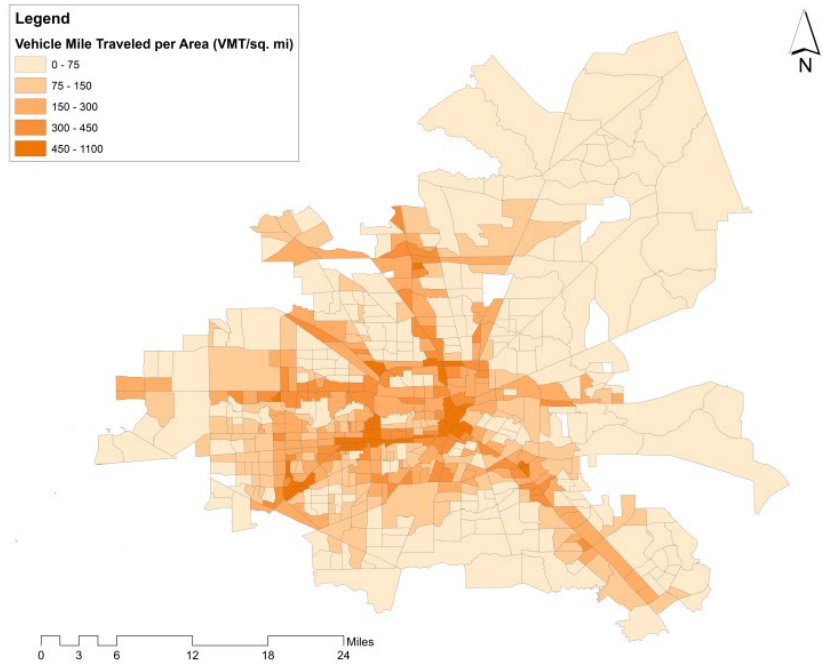 Legend
Vehicle Mile Traveled per Area (VMT/sq. mi)
0 - 75
75 - 150
150 - 300
300 - 450
450 - 1100
N
Miles
0 3 6 12 18 24